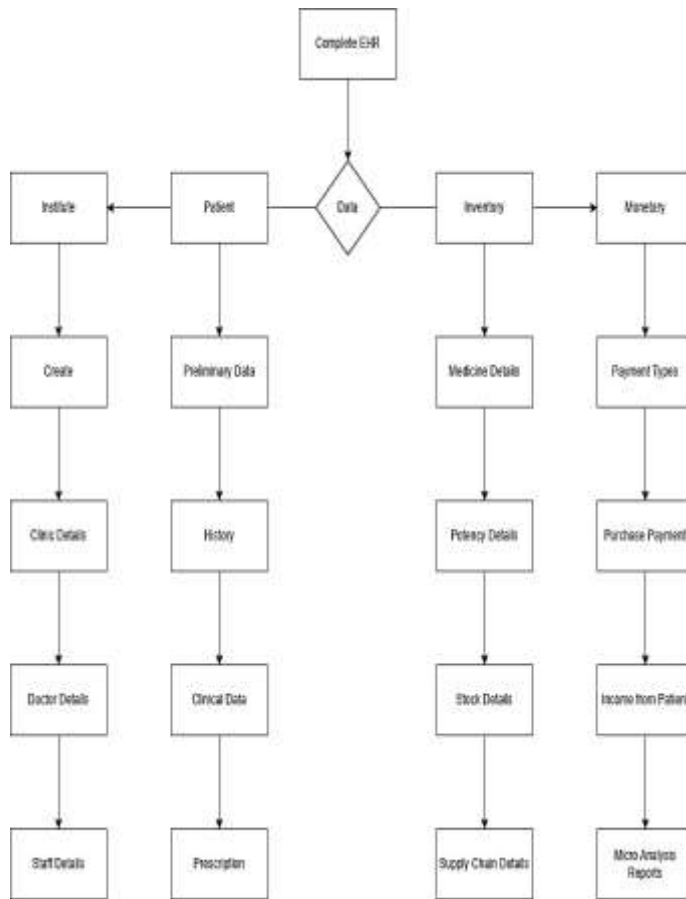 Complete EHR
Institute
Patient
Data
Inventory
Monetary
Create
Preliminary Data
Medicine Details
Payment Types
Clinic Details
History
Potency Details
Purchase Payment
Doctor Details
Clinical Data
Stock Details
Income from Patient
Staff Details
Prescription
Supply Chain Details
Micro Analysis
Reports